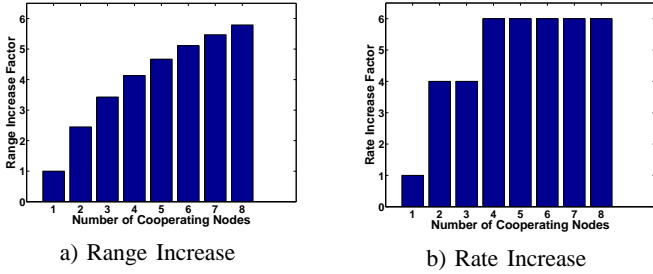 6
5
4
3
2
1
0
Range Increase Factor
1 2 3 4 5 6 7 8
Number of Cooperating Nodes
a) Range Increase
6
5
4
3
2
1
0
Rate Increase Factor
1 2 3 4 5 6 7 8
Number of Cooperating Nodes
b) Rate Increase